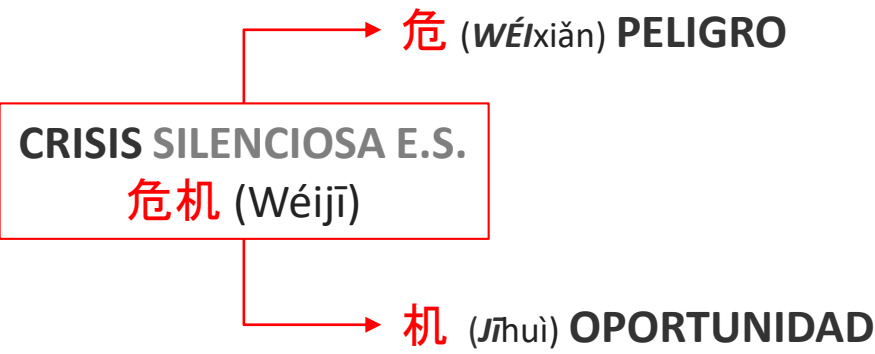 危 (WÉIxiǎn) PELIGRO
CRISIS SILENCIOSA E.S.
危机 (Wéijī)
机 (Jīhuì) OPORTUNIDAD